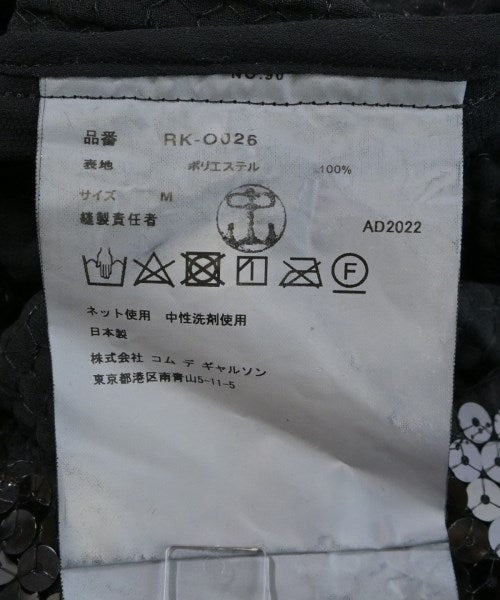 NO.90
品番 RK-O026
表地 ポリエステル 100%
サイズ M
縫製責任者
AD2022
F
ネット使用 中性洗剤使用
日本製
株式会社 コム デ ギャルソン
東京都港区南青山5-11-5